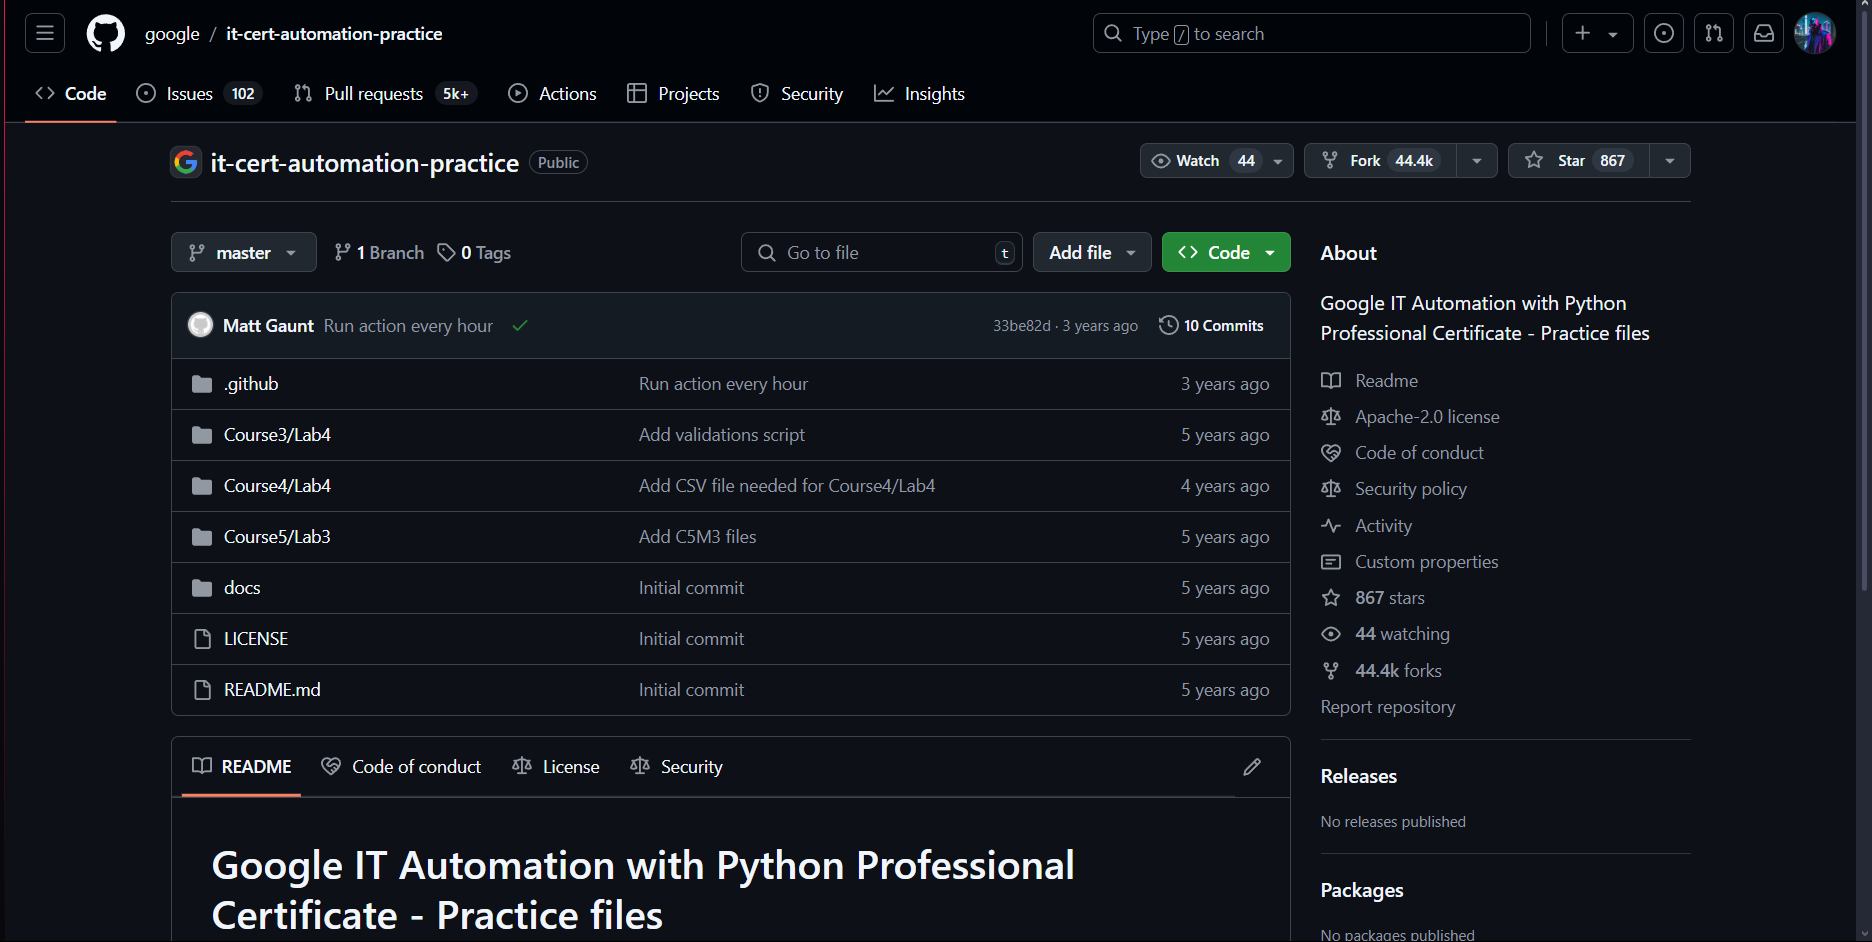 google / it-cert-automation-practice
Type / to search
Code
Issues 102
Pull requests 5k+
Actions
Projects
Security
Insights
it-cert-automation-practice Public
Watch 44
Fork 44.4k
Star 867
master
1 Branch
0 Tags
Go to file t
Add file
Code
Matt Gaunt Run action every hour
33be82d · 3 years ago
10 Commits
.github Run action every hour 3 years ago
Course3/Lab4 Add validations script 5 years ago
Course4/Lab4 Add CSV file needed for Course4/Lab4 4 years ago
Course5/Lab3 Add C5M3 files 5 years ago
docs Initial commit 5 years ago
LICENSE Initial commit 5 years ago
README.md Initial commit 5 years ago
README
Code of conduct
License
Security
Google IT Automation with Python Professional
Certificate - Practice files
About
Google IT Automation with Python
Professional Certificate - Practice files
Readme
Apache-2.0 license
Code of conduct
Security policy
Activity
Custom properties
867 stars
44 watching
44.4k forks
Report repository
Releases
No releases published
Packages
No packages published